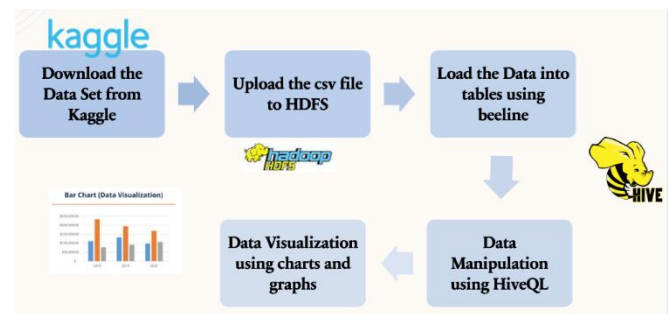 kaggle
Download the
Data Set from
Kaggle
Upload the csv file
to HDFS
Load the Data into
tables using
beeline
hadoop
HDFS
HIVE
Bar Chart (Data Visualization)
Data Visualization
using charts and
graphs
Data
Manipulation
using HiveQL